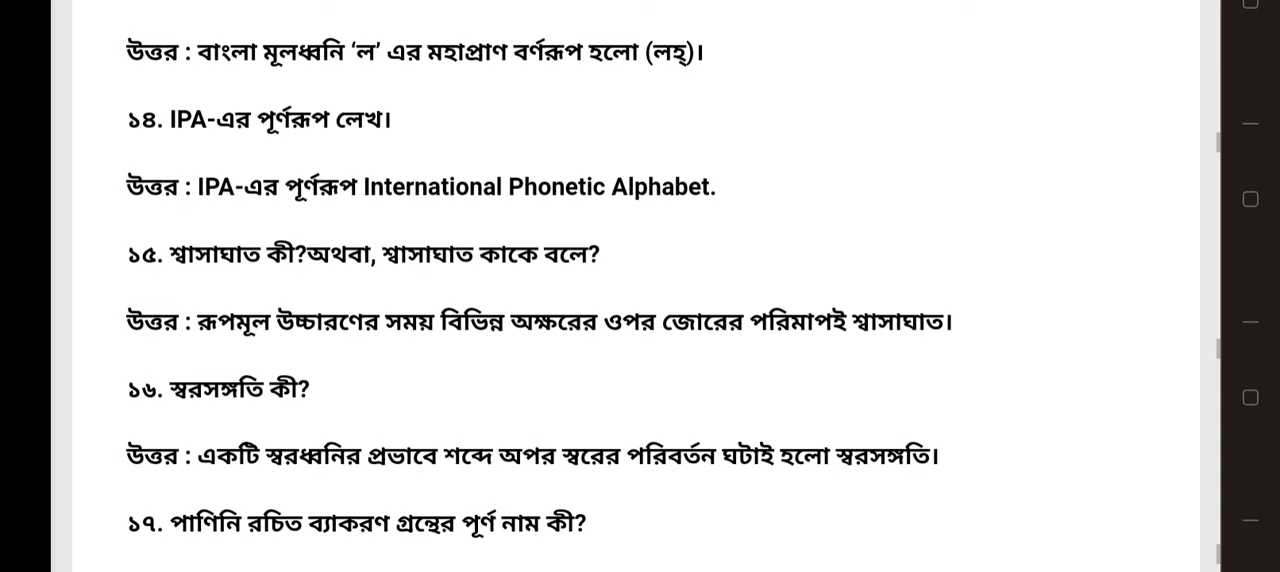 উত্তর : বাংলা মূলধ্বনি ‘ল’ এর মহাপ্রাণ বর্ণরূপ হলো (লহ্)।
১৪. IPA-এর পূর্ণরূপ লেখ।
উত্তর : IPA-এর পূর্ণরূপ International Phonetic Alphabet.
১৫. শ্বাসাঘাত কী?অথবা, শ্বাসাঘাত কাকে বলে?
উত্তর : রূপমূল উচ্চারণের সময় বিভিন্ন অক্ষরের ওপর জোরের পরিমাপই শ্বাসাঘাত।
১৬. স্বরসঙ্গতি কী?
উত্তর : একটি স্বরধ্বনির প্রভাবে শব্দে অপর স্বরের পরিবর্তন ঘটাই হলো স্বরসঙ্গতি।
১৭. পাণিনি রচিত ব্যাকরণ গ্রন্থের পূর্ণ নাম কী?